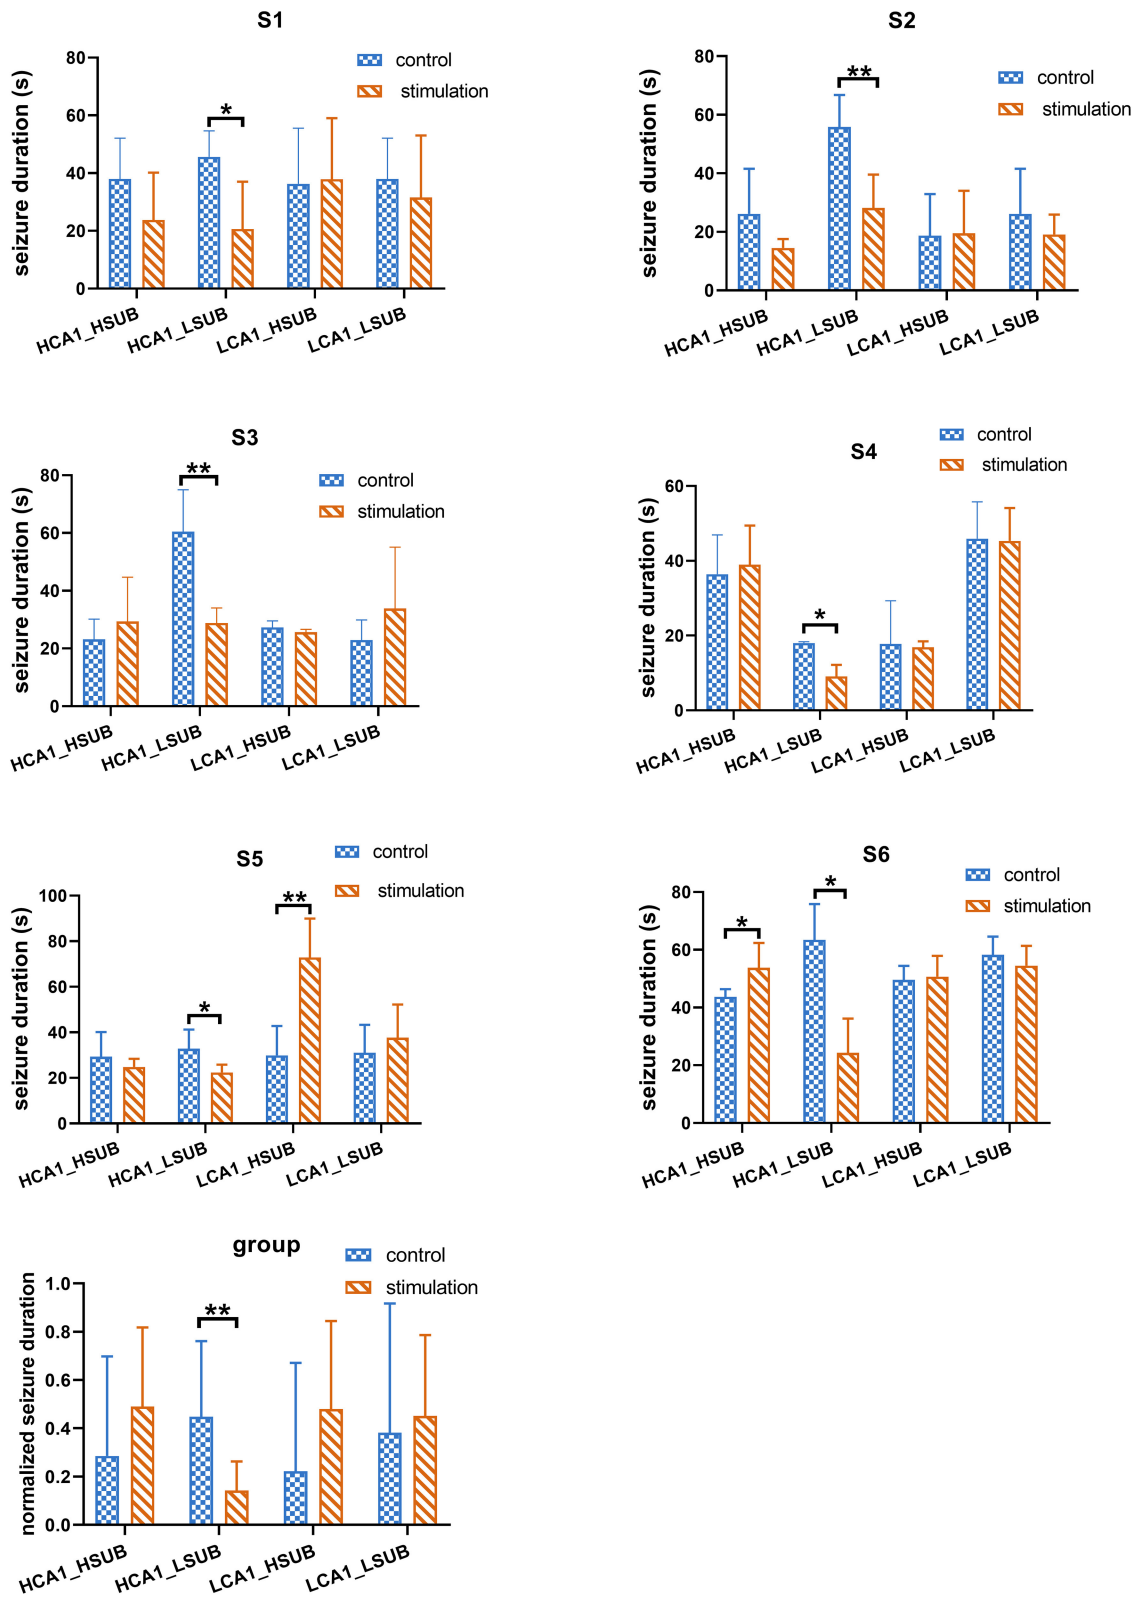 S1
control
stimulation
seizure duration (s)
80
60
40
20
0
*
HCA1_HSUB
HCA1_LSUB
LCA1_HSUB
LCA1_LSUB
S2
control
stimulation
seizure duration (s)
80
60
40
20
0
**
HCA1_HSUB
HCA1_LSUB
LCA1_HSUB
LCA1_LSUB
S3
control
stimulation
seizure duration (s)
80
60
40
20
0
**
HCA1_HSUB
HCA1_LSUB
LCA1_HSUB
LCA1_LSUB
S4
control
stimulation
seizure duration (s)
60
40
20
0
*
HCA1_HSUB
HCA1_LSUB
LCA1_HSUB
LCA1_LSUB
S5
control
stimulation
seizure duration (s)
100
80
60
40
20
0
*
**
HCA1_HSUB
HCA1_LSUB
LCA1_HSUB
LCA1_LSUB
S6
control
stimulation
seizure duration (s)
80
60
40
20
0
*
*
HCA1_HSUB
HCA1_LSUB
LCA1_HSUB
LCA1_LSUB
group
control
stimulation
normalized seizure duration
1.0
0.8
0.6
0.4
0.2
0.0
**
HCA1_HSUB
HCA1_LSUB
LCA1_HSUB
LCA1_LSUB